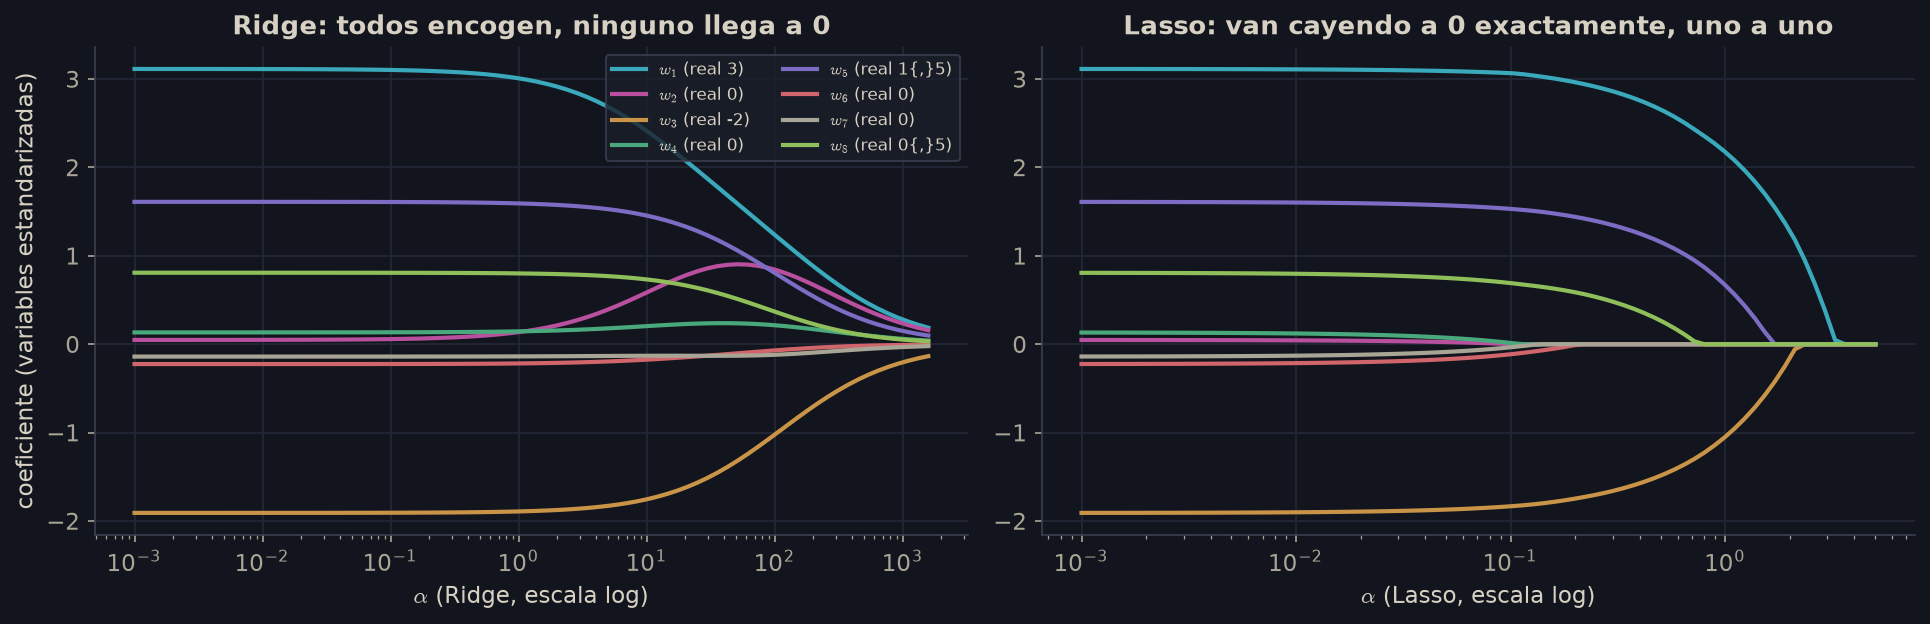 Ridge: todos encogen, ninguno llega a 0
coeficiente (variables estandarizadas)
3
2
1
0
−1
−2
w₁ (real 3)
w₂ (real 0)
w₃ (real -2)
w₄ (real 0)
w₅ (real 1{,}5)
w₆ (real 0)
w₇ (real 0)
w₈ (real 0{,}5)
10⁻³ 10⁻² 10⁻¹ 10⁰ 10¹ 10² 10³
α (Ridge, escala log)
Lasso: van cayendo a 0 exactamente, uno a uno
3
2
1
0
−1
−2
10⁻³ 10⁻² 10⁻¹ 10⁰
α (Lasso, escala log)